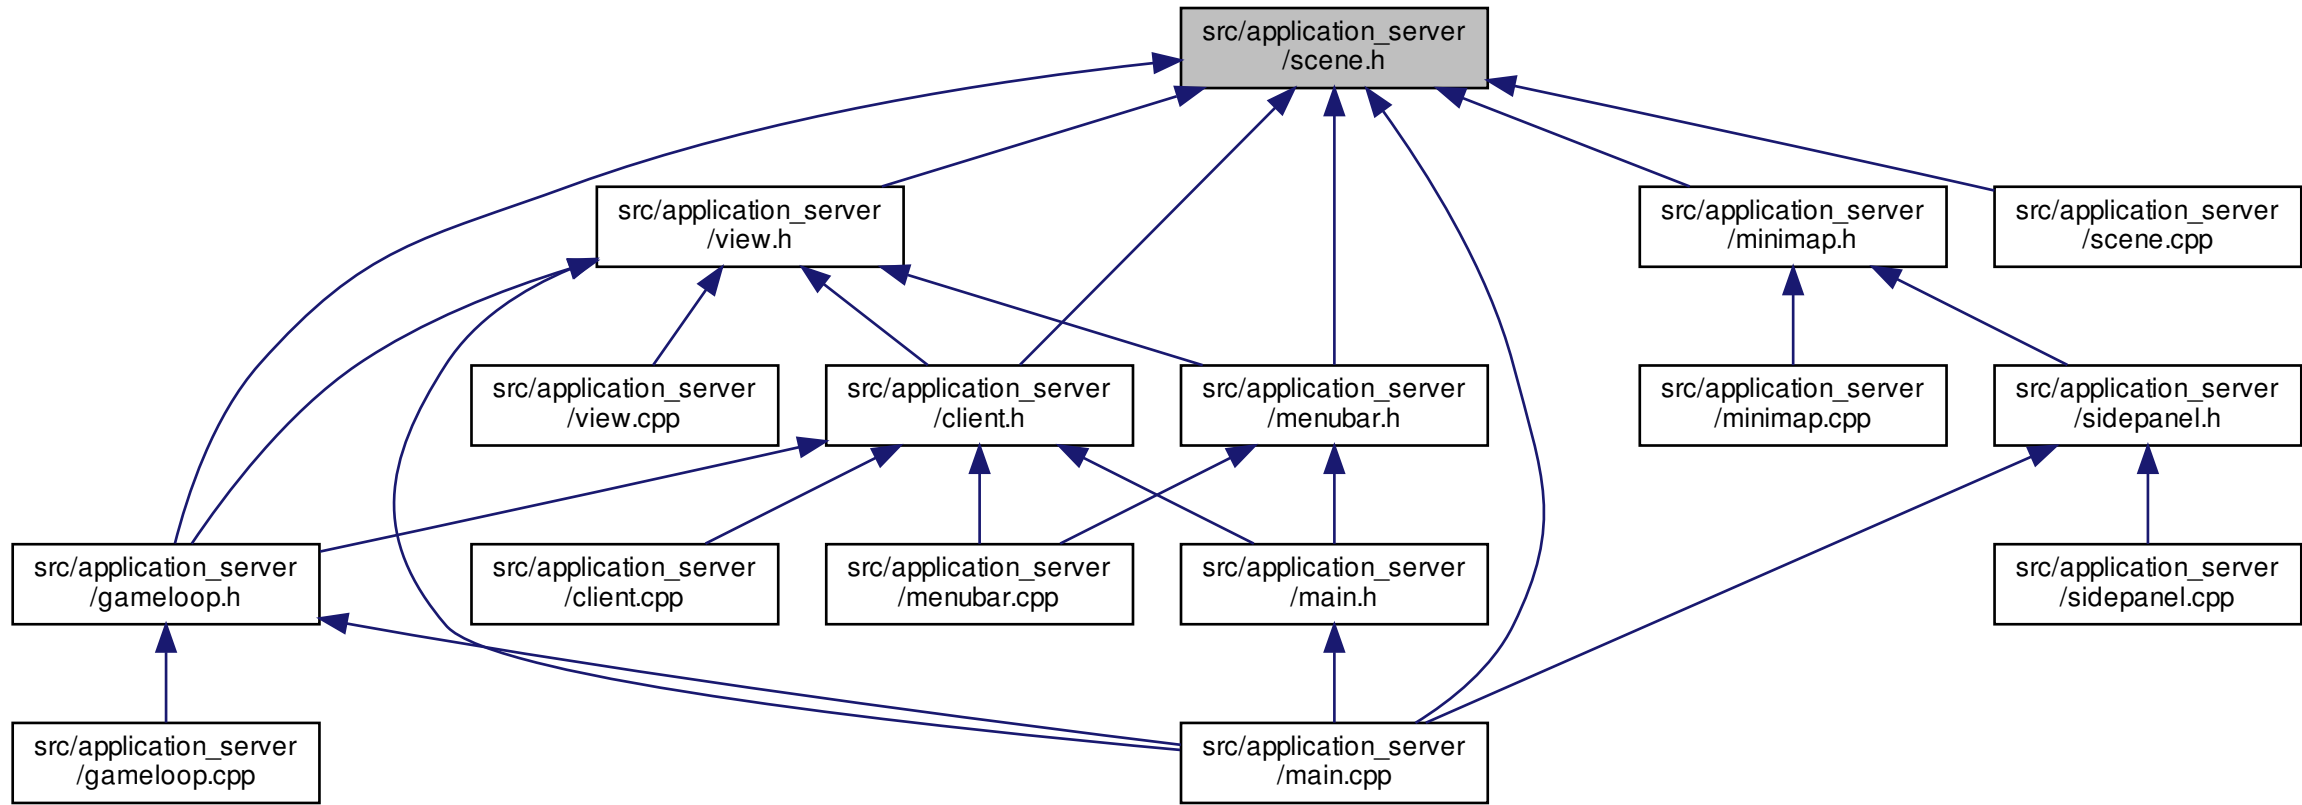 src/application_server
/scene.h
src/application_server
/view.h
src/application_server
/minimap.h
src/application_server
/scene.cpp
src/application_server
/view.cpp
src/application_server
/client.h
src/application_server
/menubar.h
src/application_server
/minimap.cpp
src/application_server
/sidepanel.h
src/application_server
/gameloop.h
src/application_server
/client.cpp
src/application_server
/menubar.cpp
src/application_server
/main.h
src/application_server
/sidepanel.cpp
src/application_server
/gameloop.cpp
src/application_server
/main.cpp